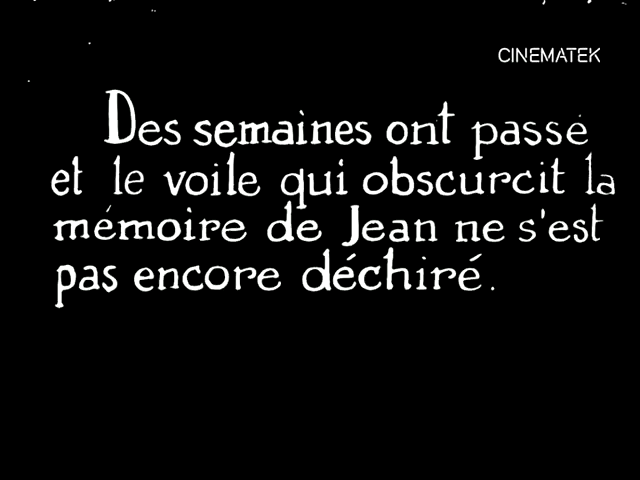 CINEMATEK
Des semaines ont passé
et le voile qui obscurcit la
mémoire de Jean ne s'est
pas encore déchiré.